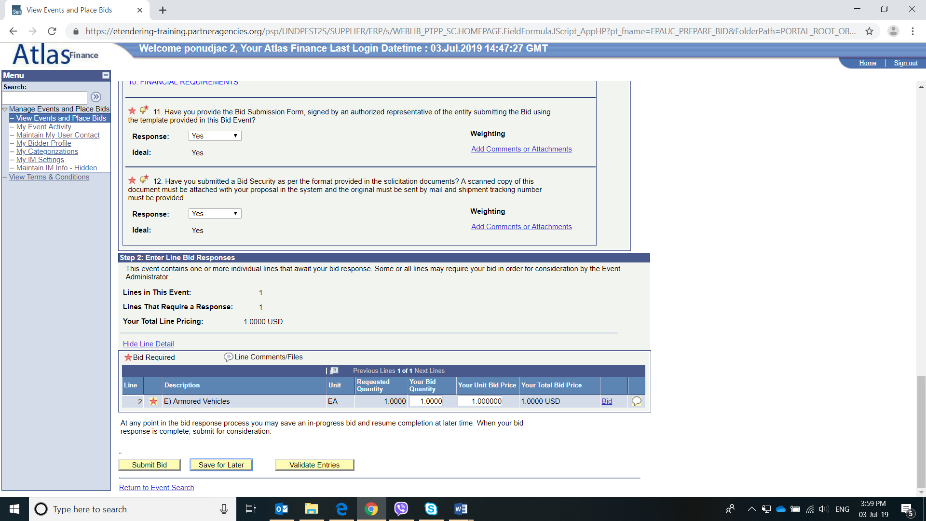 View Events and Place Bids
https://etendering-training.partneragencies.org/psp/UNDPEST2S/SUPPLIER/ERP/s/WEBLIB_PTPP_SC.HOMEPAGE.FieldFormula.IScript_AppHP?pt_fname=EPAUC_PREPARE_BID&FolderPath=PORTAL_ROOT_OB...
Atlas Finance
Welcome ponudjac 2, Your Atlas Finance Last Login Datetime : 03.Jul.2019 14:47:27 GMT
Home Sign out
Menu
Search:
Manage Events and Place Bids
– View Events and Place Bids
– My Event Activity
– Maintain My User Contact
– My Bidder Profile
– My Categorizations
– My IM Settings
– Maintain IM Info - Hidden
– View Terms & Conditions
10. FINANCIAL REQUIREMENTS
11. Have you provide the Bid Submission Form, signed by an authorized representative of the entity submitting the Bid using
the template provided in this Bid Event?
Response: Yes Weighting
Ideal: Yes Add Comments or Attachments
12. Have you submitted a Bid Security as per the format provided in the solicitation documents? A scanned copy of this
document must be attached with your proposal in the system and the original must be sent by mail and shipment tracking number
must be provided
Response: Yes Weighting
Ideal: Yes Add Comments or Attachments
Step 2: Enter Line Bid Responses
This event contains one or more individual lines that await your bid response. Some or all lines may require your bid in order for consideration by the Event
Administrator
Lines in This Event: 1
Lines That Require a Response: 1
Your Total Line Pricing: 1.0000 USD
Hide Line Detail
Bid Required Line Comments/Files
Previous Lines 1 of 1 Next Lines
Line Description Unit Requested Quantity Your Bid Quantity Your Unit Bid Price Your Total Bid Price
2 E) Armored Vehicles EA 1.0000 1.0000 1.000000 1.0000 USD Bid
At any point in the bid response process you may save an in-progress bid and resume completion at later time. When your bid
response is complete, submit for consideration.
Submit Bid Save for Later Validate Entries
Return to Event Search
Type here to search
ENG
3:59 PM
03 Jul 19
5